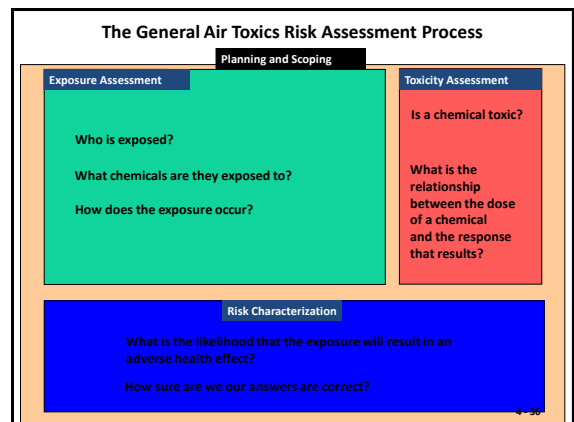 The General Air Toxics Risk Assessment Process
Planning and Scoping
Exposure Assessment
Who is exposed?
What chemicals are they exposed to?
How does the exposure occur?
Toxicity Assessment
Is a chemical toxic?
What is the
relationship
between the dose
of a chemical
and the response
that results?
Risk Characterization
What is the likelihood that the exposure will result in an
adverse health effect?
How sure are we our answers are correct?
4 - 36